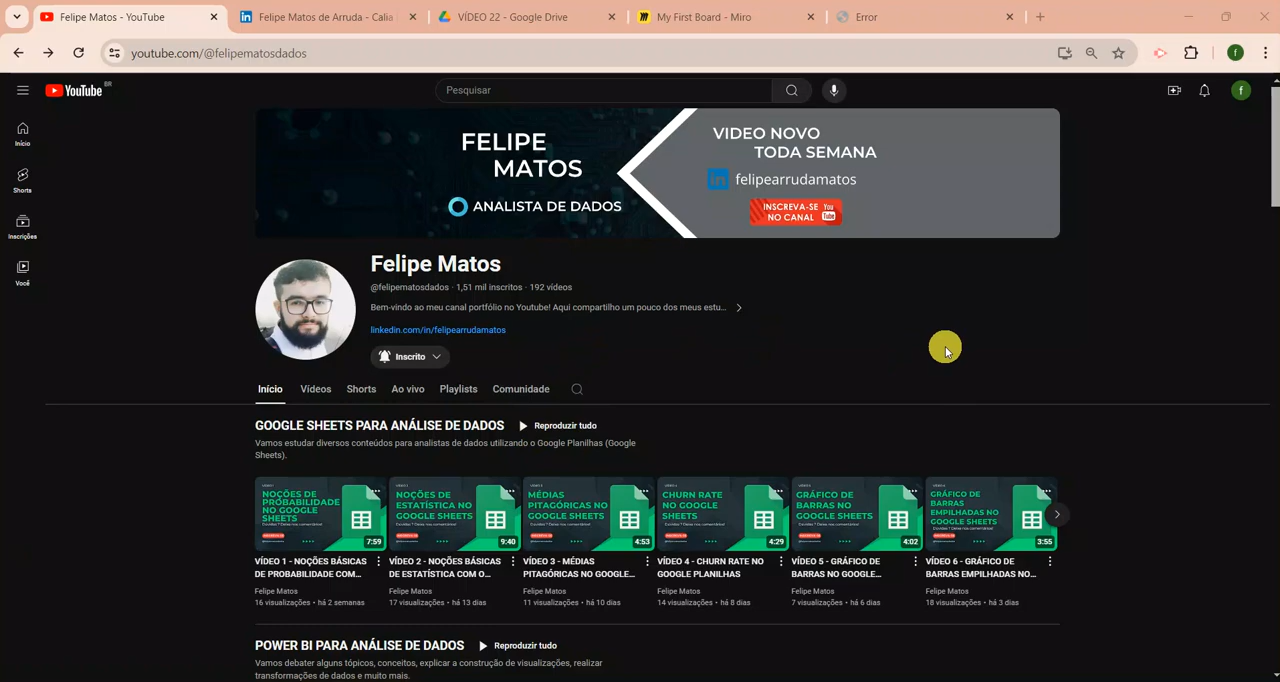 Felipe Matos - YouTube
Felipe Matos de Arruda - Calia
VÍDEO 22 - Google Drive
My First Board - Miro
Error
youtube.com/@felipematosdados
f
YouTube BR
Pesquisar
f
Início
Shorts
Inscrições
Você
FELIPE
MATOS
ANALISTA DE DADOS
VIDEO NOVO
TODA SEMANA
in felipearrudamatos
INSCREVA-SE
NO CANAL
You
Tube
Felipe Matos
@felipematosdados · 1,51 mil inscritos · 192 vídeos
Bem-vindo ao meu canal portfólio no Youtube! Aqui compartilho um pouco dos meus estu...
linkedin.com/in/felipearrudamatos
Inscrito
Início Vídeos Shorts Ao vivo Playlists Comunidade
GOOGLE SHEETS PARA ANÁLISE DE DADOS
Reproduzir tudo
Vamos estudar diversos conteúdos para analistas de dados utilizando o Google Planilhas (Google
Sheets).
NOÇÕES DE
PROBABILIDADE
NO GOOGLE
SHEETS
7:59
NOÇÕES DE
ESTATÍSTICA NO
GOOGLE SHEETS
9:40
MÉDIAS
PITAGÓRICAS NO
GOOGLE SHEETS
4:53
CHURN RATE
NO GOOGLE
SHEETS
4:29
GRÁFICO DE
BARRAS NO
GOOGLE SHEETS
4:02
GRÁFICO DE
BARRAS
EMPILHADAS NO
GOOGLE SHEETS
3:55
VÍDEO 1 - NOÇÕES BÁSICAS
DE PROBABILIDADE COM...
Felipe Matos
16 visualizações • há 2 semanas
VÍDEO 2 - NOÇÕES BÁSICAS
DE ESTATÍSTICA COM O...
Felipe Matos
17 visualizações • há 13 dias
VÍDEO 3 - MÉDIAS
PITAGÓRICAS NO GOOGLE...
Felipe Matos
11 visualizações • há 10 dias
VÍDEO 4 - CHURN RATE NO
GOOGLE PLANILHAS
Felipe Matos
14 visualizações • há 8 dias
VÍDEO 5 - GRÁFICO DE
BARRAS NO GOOGLE...
Felipe Matos
7 visualizações • há 6 dias
VÍDEO 6 - GRÁFICO DE
BARRAS EMPILHADAS NO...
Felipe Matos
18 visualizações • há 3 dias
POWER BI PARA ANÁLISE DE DADOS
Reproduzir tudo
Vamos debater alguns tópicos, conceitos, explicar a construção de visualizações, realizar
transformações de dados e muito mais.